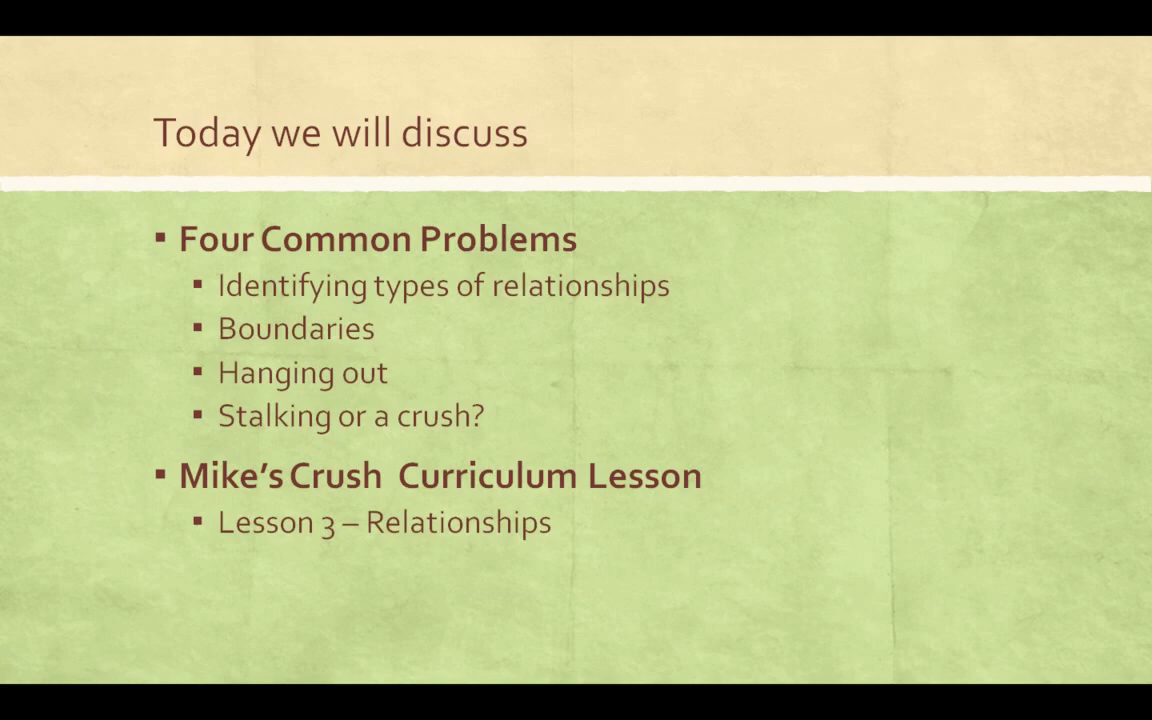 Today we will discuss
▪ Four Common Problems
▪ Identifying types of relationships
▪ Boundaries
▪ Hanging out
▪ Stalking or a crush?
▪ Mike’s Crush  Curriculum Lesson
▪ Lesson 3 – Relationships